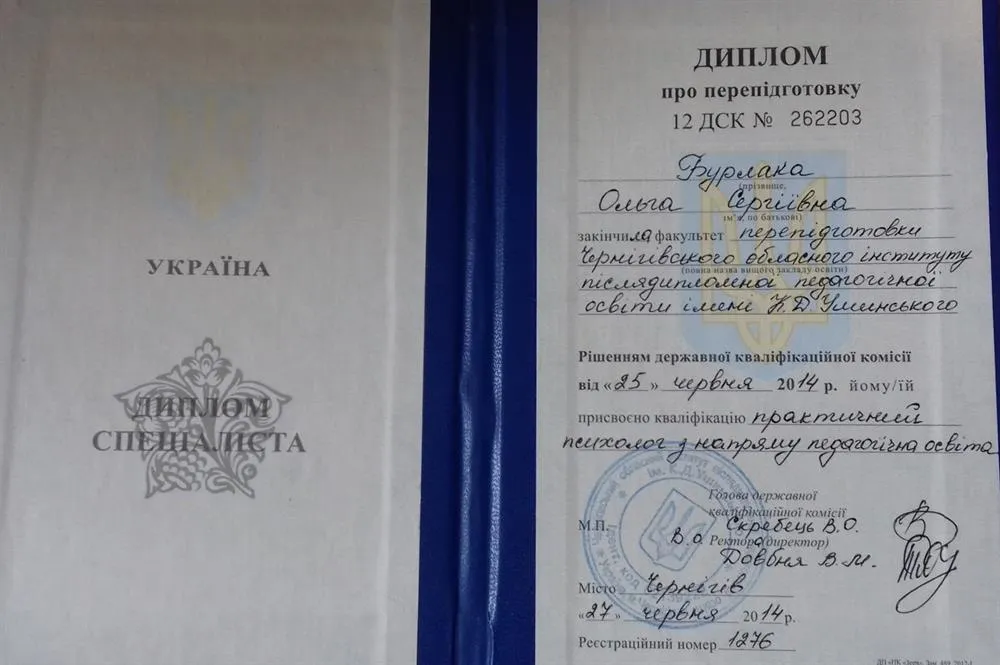 УКРАЇНА
ДИПЛОМ
СПЕЦІАЛІСТА
ДИПЛОМ
про перепідготовку
12 ДСК № 262203
Бурлака
(прізвище,
Ольга Сергіївна
ім'я, по батькові)
закінчила факультет перепідготовки
Чернігівського обласного інституту
(повна назва вищого закладу освіти)
післядипломної педагогічної
освіти імені К.Д. Ушинського
Рішенням державної кваліфікаційної комісії
від «25» червня 2014 р. йому/їй
присвоєно кваліфікацію практичний
психолог з напряму педагогічна освіта
Голова державної
кваліфікаційної комісії
М.П. Скребець В.О.
В.о. Ректор (директор)
Довбня В.М.
Місто Чернігів
«27» червня 2014р.
Реєстраційний номер 1276